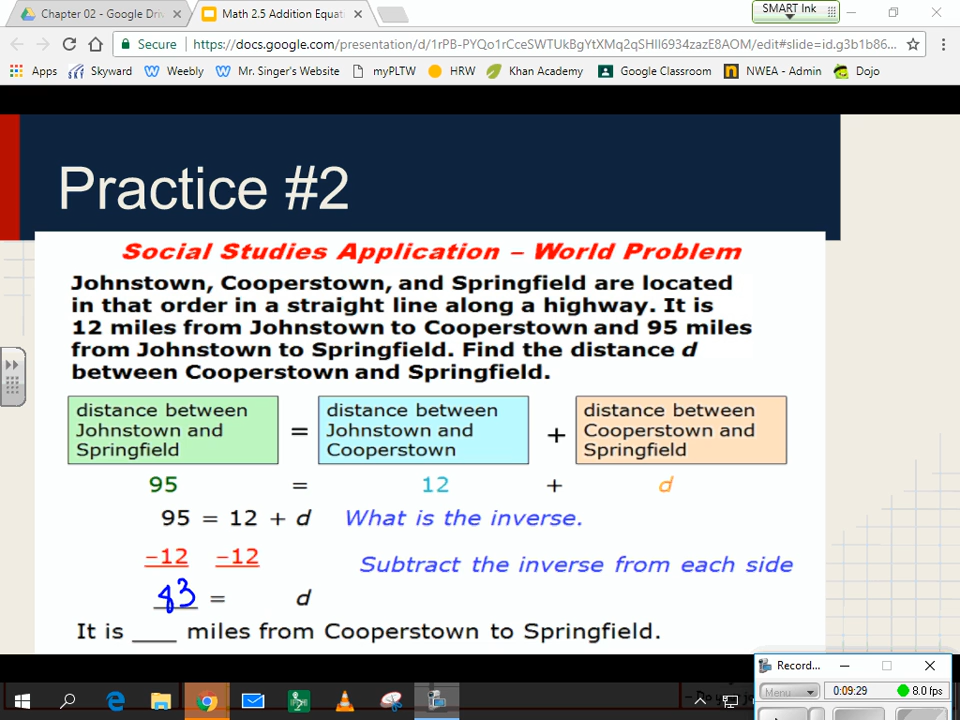 Chapter 02 - Google Dri
Math 2.5 Addition Equat
SMART Ink
Secure
https://docs.google.com/presentation/d/1rPB-PYQo1rCceSWTUkBgYtXMq2qSHIl6934zazE8AOM/edit#slide=id.g3b1b86...
Apps Skyward Weebly Mr. Singer's Website myPLTW HRW Khan Academy Google Classroom NWEA - Admin Dojo
Practice #2
Social Studies Application – World Problem
Johnstown, Cooperstown, and Springfield are located
in that order in a straight line along a highway. It is
12 miles from Johnstown to Cooperstown and 95 miles
from Johnstown to Springfield. Find the distance d
between Cooperstown and Springfield.
distance between
Johnstown and
Springfield
=
distance between
Johnstown and
Cooperstown
+
distance between
Cooperstown and
Springfield
95 = 12 + d
95 = 12 + d What is the inverse.
–12 –12 Subtract the inverse from each side
83 = d
It is ___ miles from Cooperstown to Springfield.
Record...
Menu 0:09:29 8.0 fps